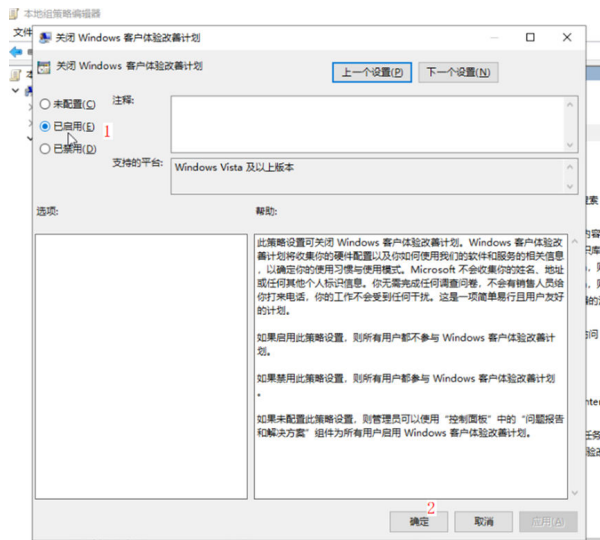 本地组策略编辑器
文件
关闭 Windows 客户体验改善计划
关闭 Windows 客户体验改善计划
上一个设置(P)
下一个设置(N)
未配置(C)
注释:
已启用(E)
1
已禁用(D)
支持的平台:
Windows Vista 及以上版本
选项:
帮助:
此策略设置可关闭 Windows 客户体验改善计划。Windows 客户体验改
善计划将收集你的硬件配置以及你如何使用我们的软件和服务的相关信息
，以确定你的使用习惯与使用模式。Microsoft 不会收集你的姓名、地址
或任何其他个人标识信息。你无需完成任何调查问卷，不会有销售人员给
你打来电话，你的工作不会受到任何干扰。这是一项简单易行且用户友好
的计划。
如果启用此策略设置，则所有用户都不参与 Windows 客户体验改善计
划。
如果禁用此策略设置，则所有用户都参与 Windows 客户体验改善计划
。
如果未配置此策略设置，则管理员可以使用“控制面板”中的“问题报告
和解决方案”组件为所有用户启用 Windows 客户体验改善计划。
2
确定
取消
应用(A)